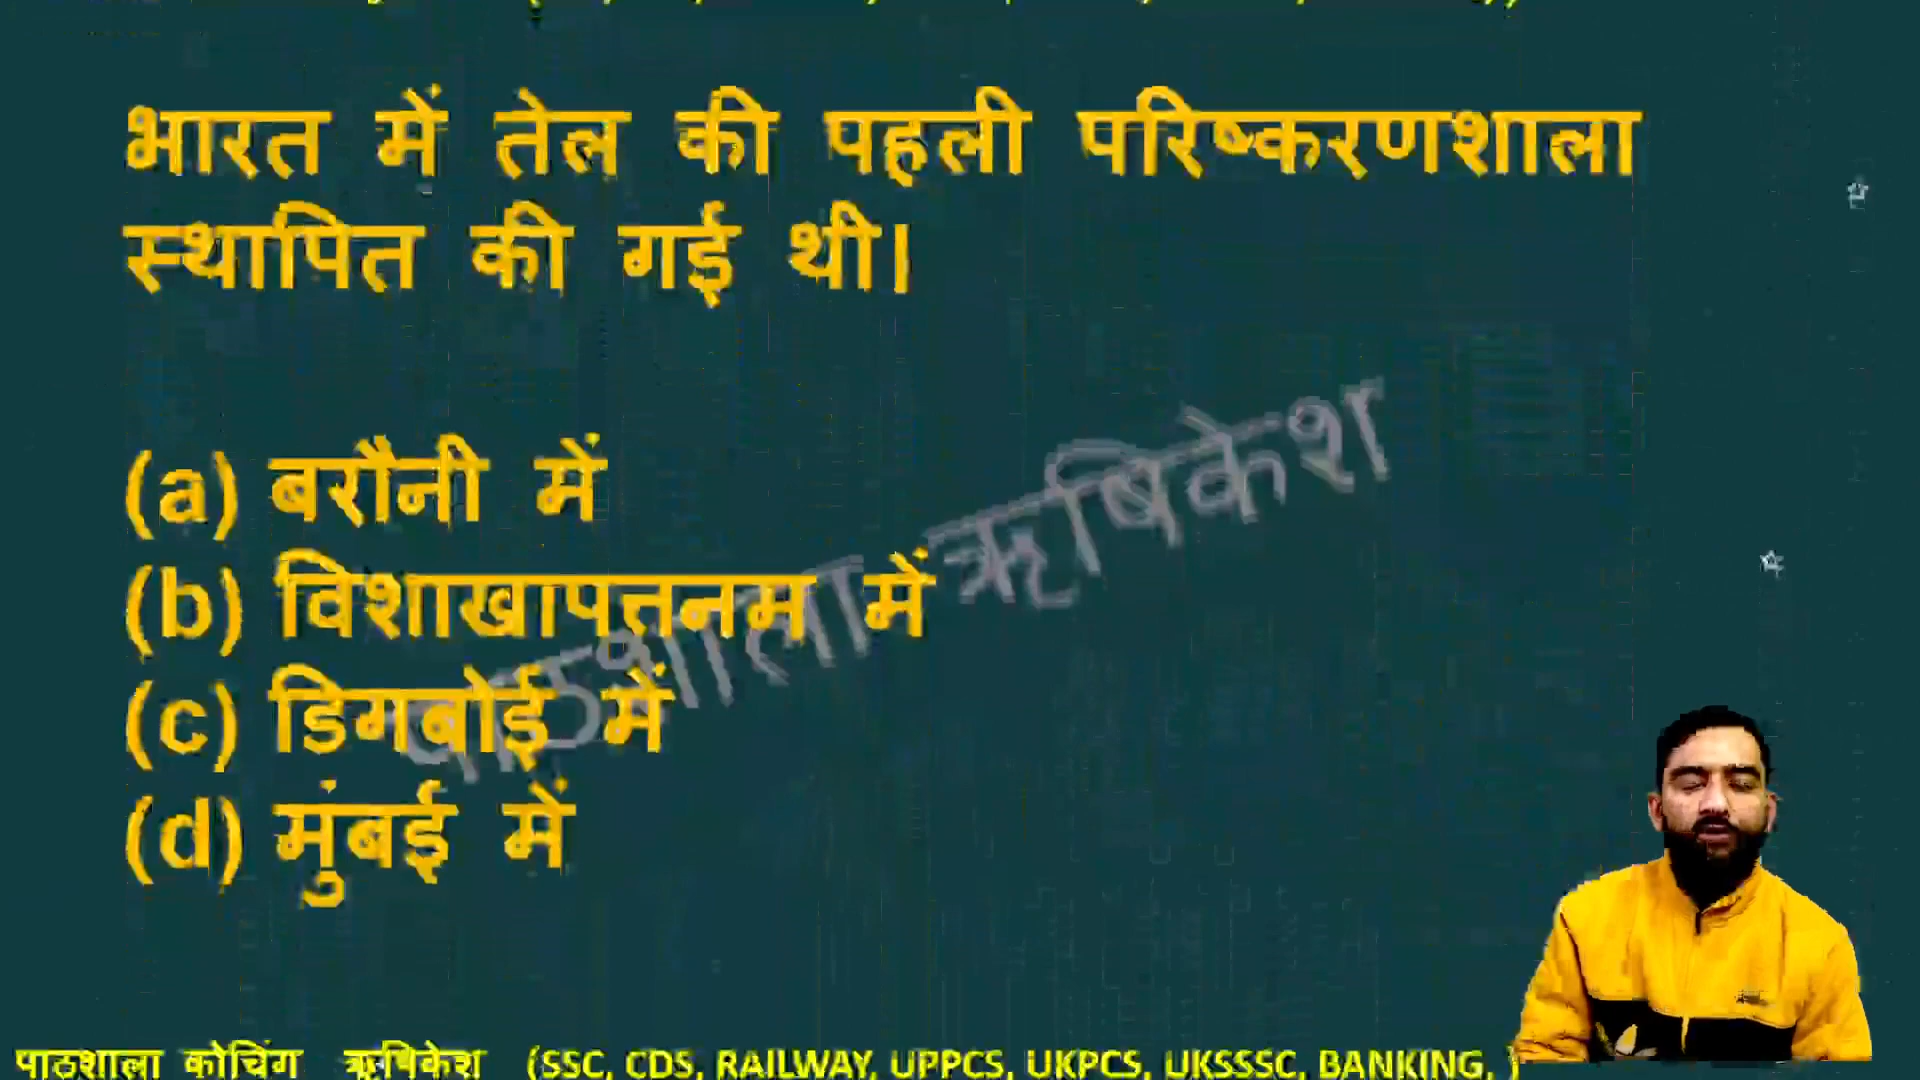 भारत में तेल की पहली परिष्करणशाला
स्थापित की गई थी।
(a) बरौनी में
(b) विशाखापत्तनम में
(c) डिगबोई में
(d) मुंबई में
पाठशाला ऋषिकेश
पाठशाला कोचिंग ऋषिकेश (SSC, CDS, RAILWAY, UPPCS, UKPCS, UKSSSC, BANKING, )